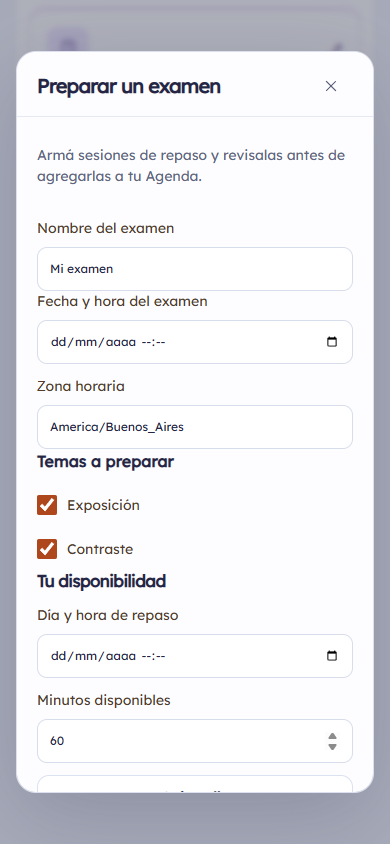 Preparar un examen
Armá sesiones de repaso y revisalas antes de
agregarlas a tu Agenda.
Nombre del examen
Mi examen
Fecha y hora del examen
dd/mm/aaaa --:--
Zona horaria
America/Buenos_Aires
Temas a preparar
Exposición
Contraste
Tu disponibilidad
Día y hora de repaso
dd/mm/aaaa --:--
Minutos disponibles
60